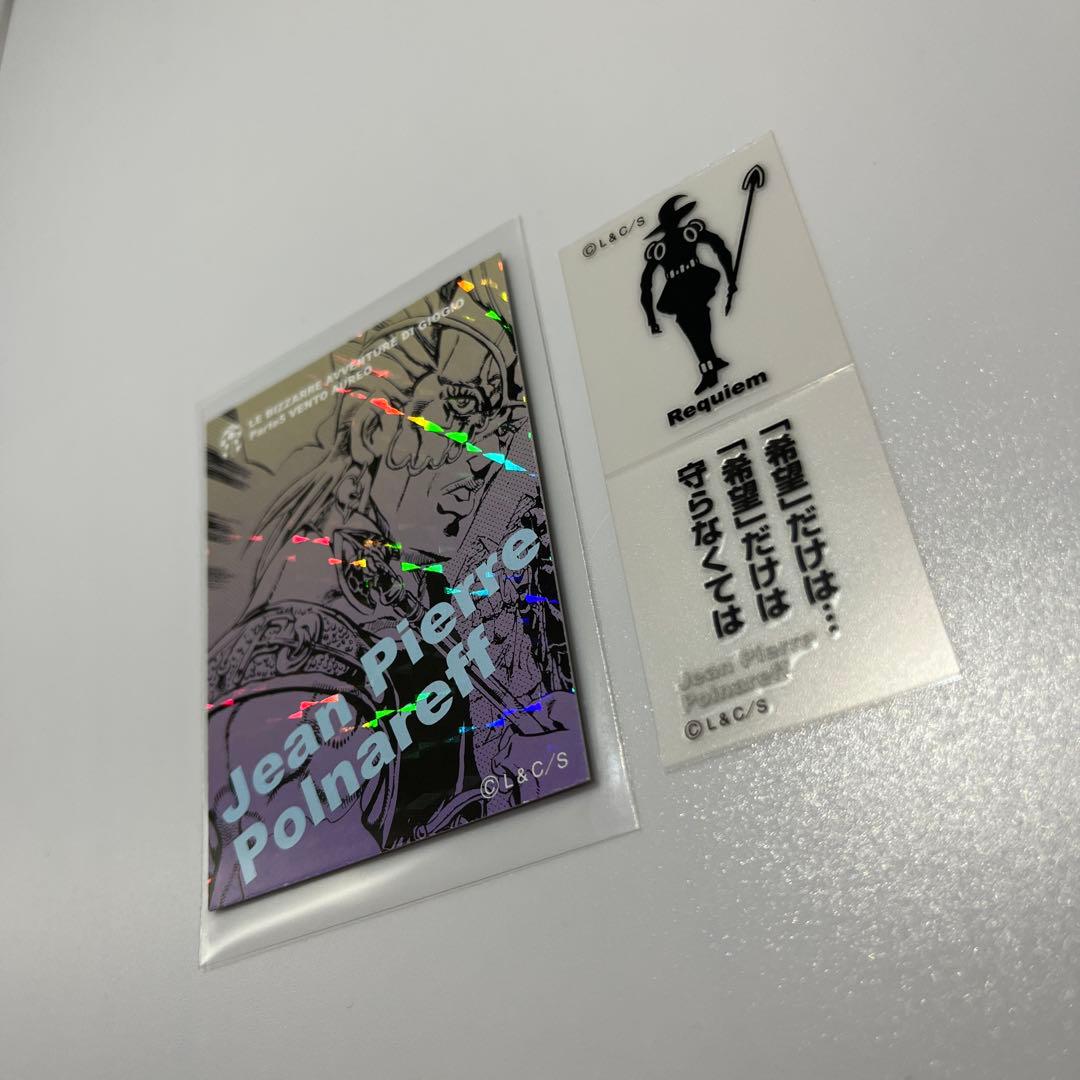 LE BIZZARRE AVVENTURE DI GIOGIO
Parte5 VENTO AUREO
Jean Pierre
Polnareff
©L&C/S
©L&C/S
Requiem
「希望」だけは…
「希望」だけは
守らなくては
Jean Pierre
Polnareff
©L&C/S